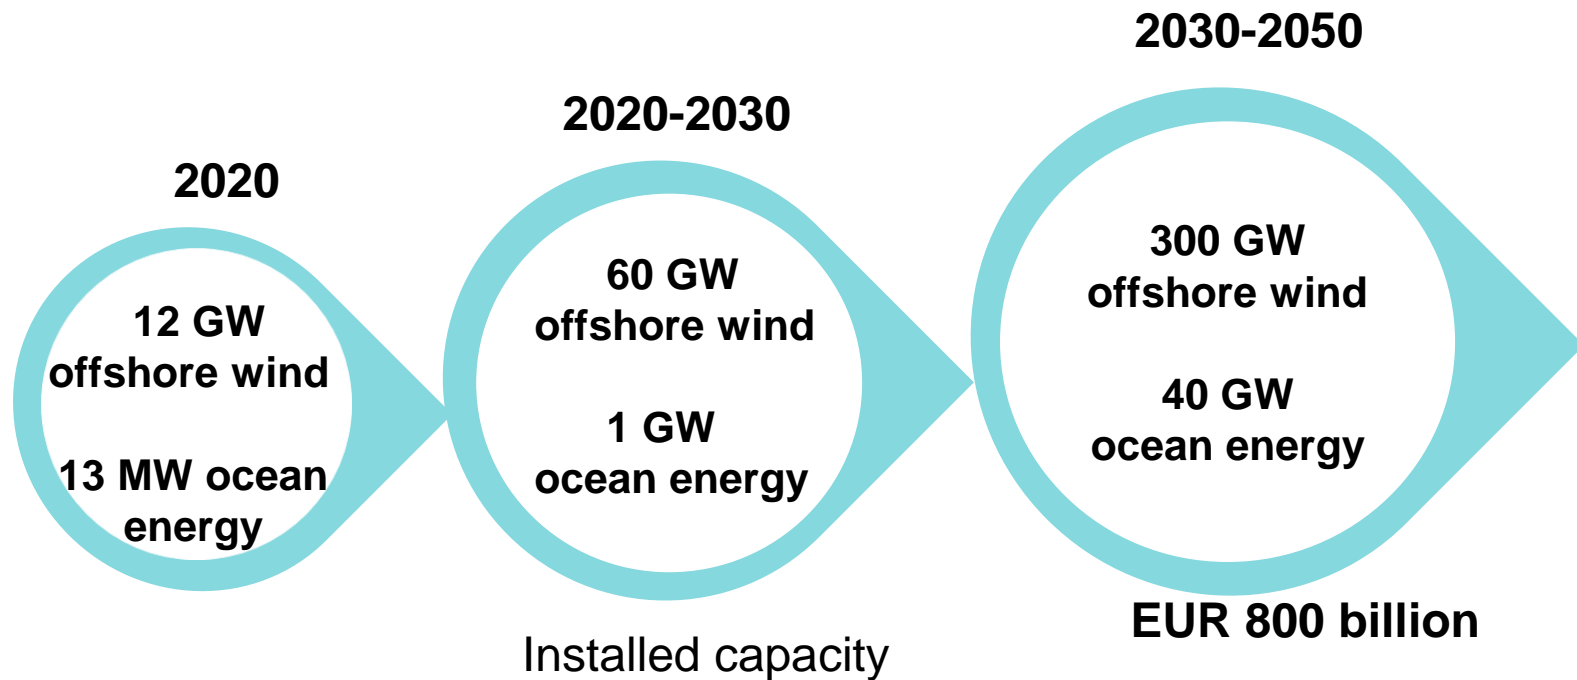 2020
12 GW
offshore wind
13 MW ocean
energy
2020-2030
60 GW
offshore wind
1 GW
ocean energy
2030-2050
300 GW
offshore wind
40 GW
ocean energy
EUR 800 billion
Installed capacity